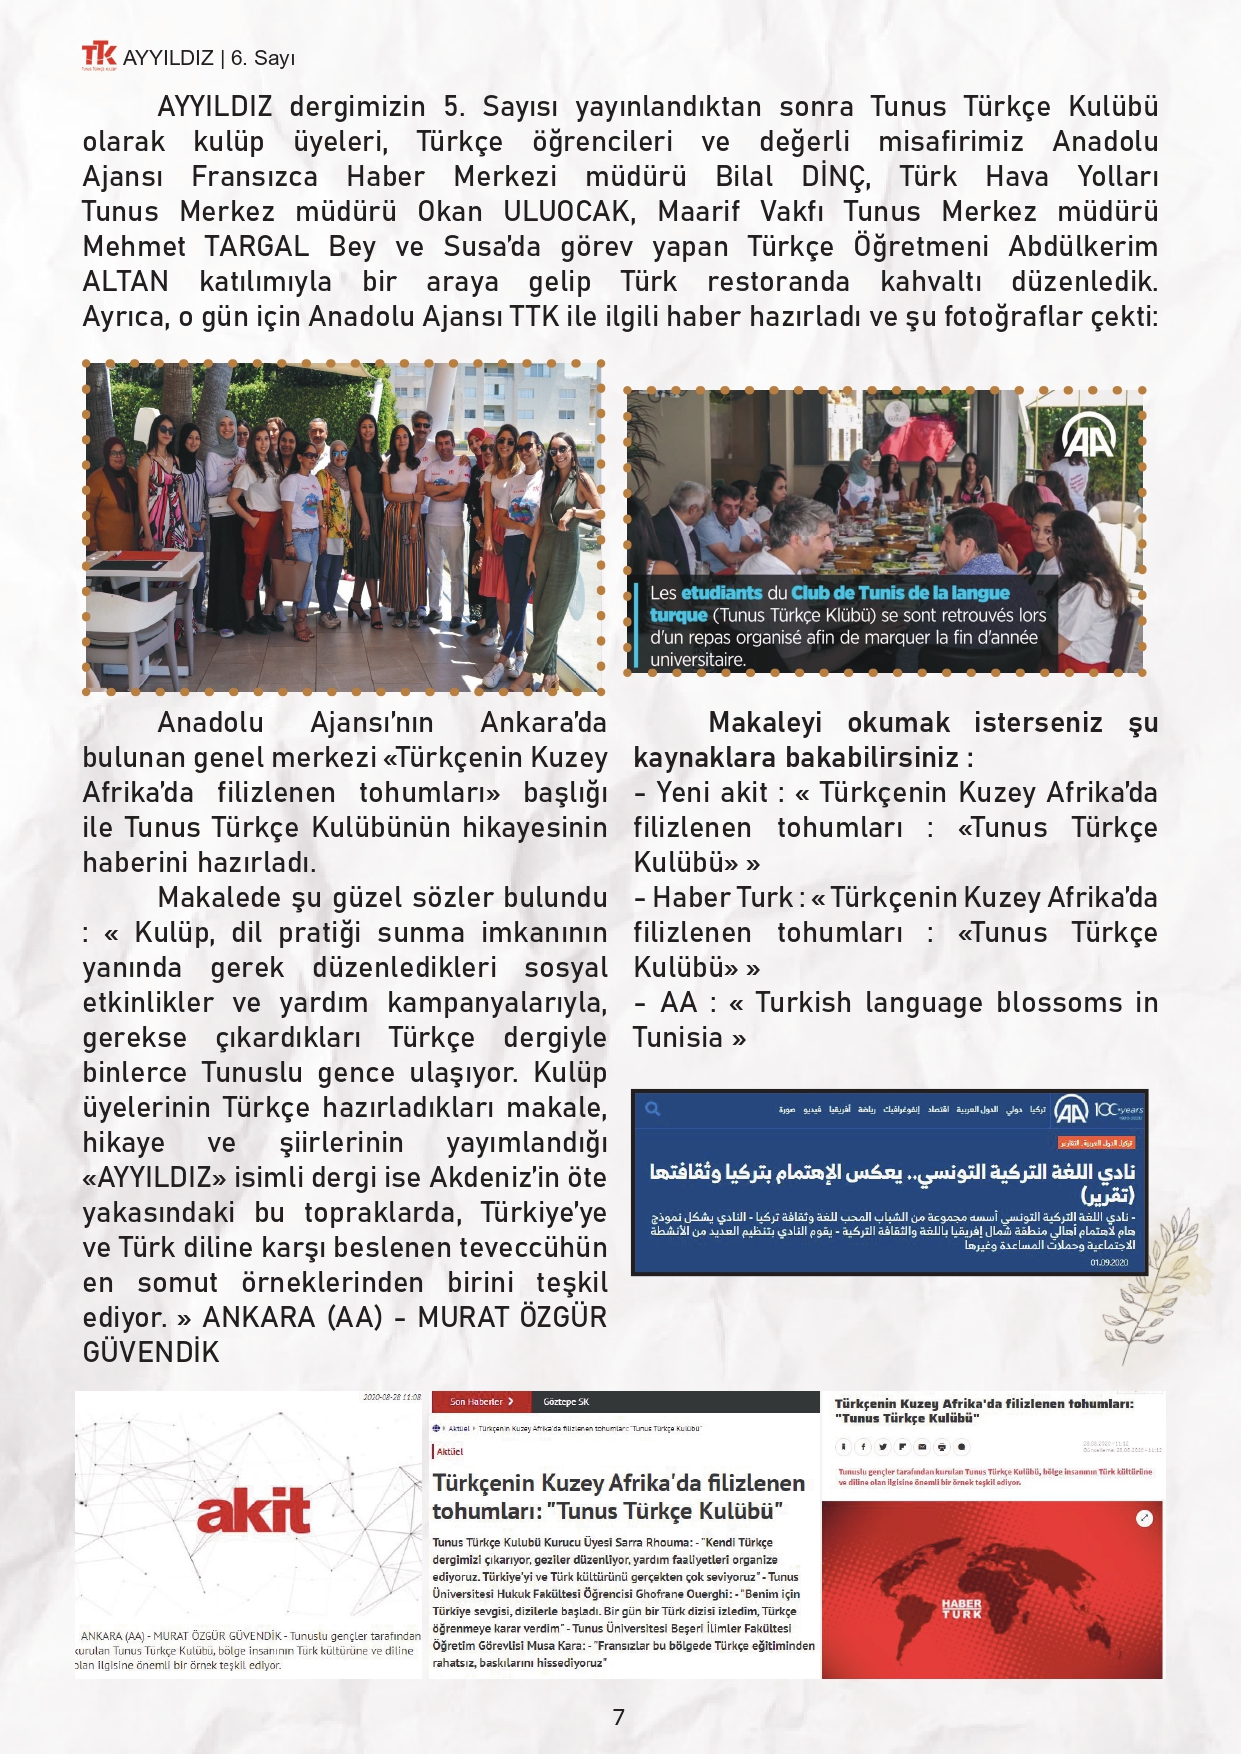 TTK AYYILDIZ | 6. Sayı
AYYILDIZ dergimizin 5. Sayısı yayınlandıktan sonra Tunus Türkçe Kulübü
olarak kulüp üyeleri, Türkçe öğrencileri ve değerli misafirimiz Anadolu
Ajansı Fransızca Haber Merkezi müdürü Bilal DİNÇ, Türk Hava Yolları
Tunus Merkez müdürü Okan ULUOCAK, Maarif Vakfı Tunus Merkez müdürü
Mehmet TARGAL Bey ve Susa’da görev yapan Türkçe Öğretmeni Abdülkerim
ALTAN katılımıyla bir araya gelip Türk restoranda kahvaltı düzenledik.
Ayrıca, o gün için Anadolu Ajansı TTK ile ilgili haber hazırladı ve şu fotoğraflar çekti:
AA
Les etudiants du Club de Tunis de la langue
turque (Tunus Türkçe Klübü) se sont retrouvés lors
d'un repas organisé afin de marquer la fin d'année
universitaire.
Anadolu Ajansı’nın Ankara’da
bulunan genel merkezi «Türkçenin Kuzey
Afrika’da filizlenen tohumları» başlığı
ile Tunus Türkçe Kulübünün hikayesinin
haberini hazırladı.
Makalede şu güzel sözler bulundu
: « Kulüp, dil pratiği sunma imkanının
yanında gerek düzenledikleri sosyal
etkinlikler ve yardım kampanyalarıyla,
gerekse çıkardıkları Türkçe dergiyle
binlerce Tunuslu gence ulaşıyor. Kulüp
üyelerinin Türkçe hazırladıkları makale,
hikaye ve şiirlerinin yayımlandığı
«AYYILDIZ» isimli dergi ise Akdeniz’in öte
yakasındaki bu topraklarda, Türkiye’ye
ve Türk diline karşı beslenen teveccühün
en somut örneklerinden birini teşkil
ediyor. » ANKARA (AA) - MURAT ÖZGÜR
GÜVENDİK
Makaleyi okumak isterseniz şu
kaynaklara bakabilirsiniz :
- Yeni akit : « Türkçenin Kuzey Afrika’da
filizlenen tohumları : «Tunus Türkçe
Kulübü» »
- Haber Turk : « Türkçenin Kuzey Afrika’da
filizlenen tohumları : «Tunus Türkçe
Kulübü» »
- AA : « Turkish language blossoms in
Tunisia »
AA 100 years
تركيا دولي الدول العربية اقتصاد إنفوغرافيك رياضة أفريقيا فيديو صورة
تركيا, الدول العربية, التقارير
نادي اللغة التركية التونسي.. يعكس الإهتمام بتركيا وثقافتها
(تقرير)
- نادي اللغة التركية التونسي أسسه مجموعة من الشباب المحب للغة وثقافة تركيا - النادي يشكل نموذج
هام لاهتمام أهالي منطقة شمال إفريقيا باللغة والثقافة التركية - يقوم النادي بتنظيم العديد من الأنشطة
الاجتماعية وحملات المساعدة وغيرها
01.09.2020
2020-08-28 11:08
akit
ANKARA (AA) - MURAT ÖZGÜR GÜVENDİK - Tunuslu gençler tarafından
kurulan Tunus Türkçe Kulübü, bölge insanının Türk kültürüne ve diline
olan ilgisine önemli bir örnek teşkil ediyor.
Son Haberler Göztepe SK
Aktüel Türkçenin Kuzey Afrika'da filizlenen tohumları: "Tunus Türkçe Kulübü"
Aktüel
Türkçenin Kuzey Afrika'da filizlenen
tohumları: "Tunus Türkçe Kulübü"
Tunus Türkçe Kulubü Kurucu Üyesi Sarra Rhouma: - "Kendi Türkçe
dergimizi çıkarıyor, geziler düzenliyor, yardım faaliyetleri organize
ediyoruz. Türkiye'yi ve Türk kültürünü gerçekten çok seviyoruz" - Tunus
Üniversitesi Hukuk Fakültesi Öğrencisi Ghofrane Ouerghi: - "Benim için
Türkiye sevgisi, dizilerle başladı. Bir gün bir Türk dizisi izledim, Türkçe
öğrenmeye karar verdim" - Tunus Üniversitesi Beşeri İlimler Fakültesi
Öğretim Görevlisi Musa Kara: - "Fransızlar bu bölgede Türkçe eğitiminden
rahatsız, baskılarını hissediyoruz"
Türkçenin Kuzey Afrika'da filizlenen tohumları:
"Tunus Türkçe Kulübü"
Tunuslu gençler tarafından kurulan Tunus Türkçe Kulübü, bölge insanının Türk kültürüne
ve diline olan ilgisine önemli bir örnek teşkil ediyor.
HABER
TURK
7